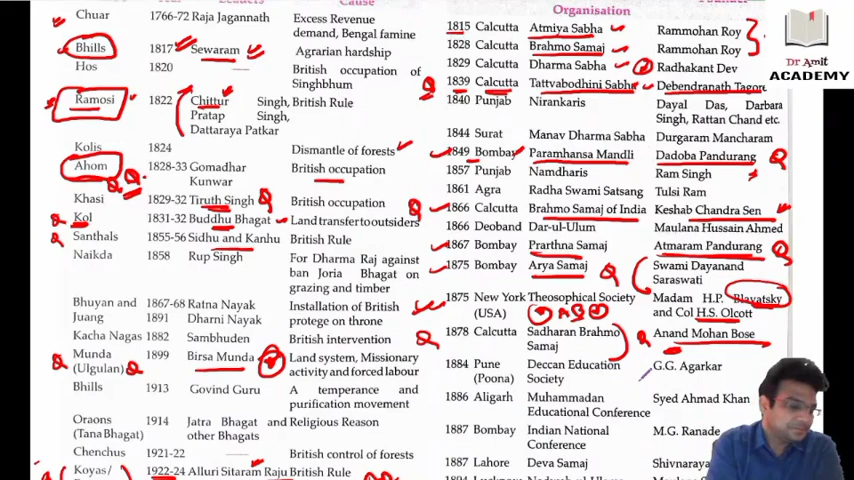 Cause
Organisation
Chuar 1766-72 Raja Jagannath Excess Revenue
demand, Bengal famine
Bhills 1817 Sewaram Agrarian hardship
Hos 1820 — British occupation of
Singhbhum
Ramosi 1822 Chittur Singh, British Rule
Pratap Singh,
Dattaraya Patkar
Kolis 1824 Dismantle of forests
Ahom 1828-33 Gomadhar British occupation
Kunwar
Khasi 1829-32 Tiruth Singh British occupation
Kol 1831-32 Buddhu Bhagat Land transfer to outsiders
Santhals 1855-56 Sidhu and Kanhu British Rule
Naikda 1858 Rup Singh For Dharma Raj against
ban Joria Bhagat on
grazing and timber
Bhuyan and 1867-68 Ratna Nayak Installation of British
Juang 1891 Dharni Nayak protege on throne
Kacha Nagas 1882 Sambhuden British intervention
Munda 1899 Birsa Munda Land system, Missionary
(Ulgulan) activity and forced labour
Bhills 1913 Govind Guru A temperance and
purification movement
Oraons 1914 Jatra Bhagat and Religious Reason
(Tana Bhagat) other Bhagats
Chenchus 1921-22 — British control of forests
Koyas/ 1922-24 Alluri Sitaram Raju British Rule
1815 Calcutta Atmiya Sabha Rammohan Roy
1828 Calcutta Brahmo Samaj Rammohan Roy
1829 Calcutta Dharma Sabha Radhakant Dev
1839 Calcutta Tattvabodhini Sabha Debendranath Tagore
1840 Punjab Nirankaris Dayal Das, Darbara
Singh, Rattan Chand etc.
1844 Surat Manav Dharma Sabha Durgaram Mancharam
1849 Bombay Paramhansa Mandli Dadoba Pandurang
1857 Punjab Namdharis Ram Singh
1861 Agra Radha Swami Satsang Tulsi Ram
1866 Calcutta Brahmo Samaj of India Keshab Chandra Sen
1866 Deoband Dar-ul-Ulum Maulana Hussain Ahmed
1867 Bombay Prarthna Samaj Atmaram Pandurang
1875 Bombay Arya Samaj Swami Dayanand
Saraswati
1875 New York Theosophical Society Madam H.P. Blavatsky
(USA) and Col H.S. Olcott
1878 Calcutta Sadharan Brahmo Anand Mohan Bose
Samaj
1884 Pune Deccan Education G.G. Agarkar
(Poona) Society
1886 Aligarh Muhammadan Syed Ahmad Khan
Educational Conference
1887 Bombay Indian National M.G. Ranade
Conference
1887 Lahore Deva Samaj Shivnaraya
Dr Amit
ACADEMY